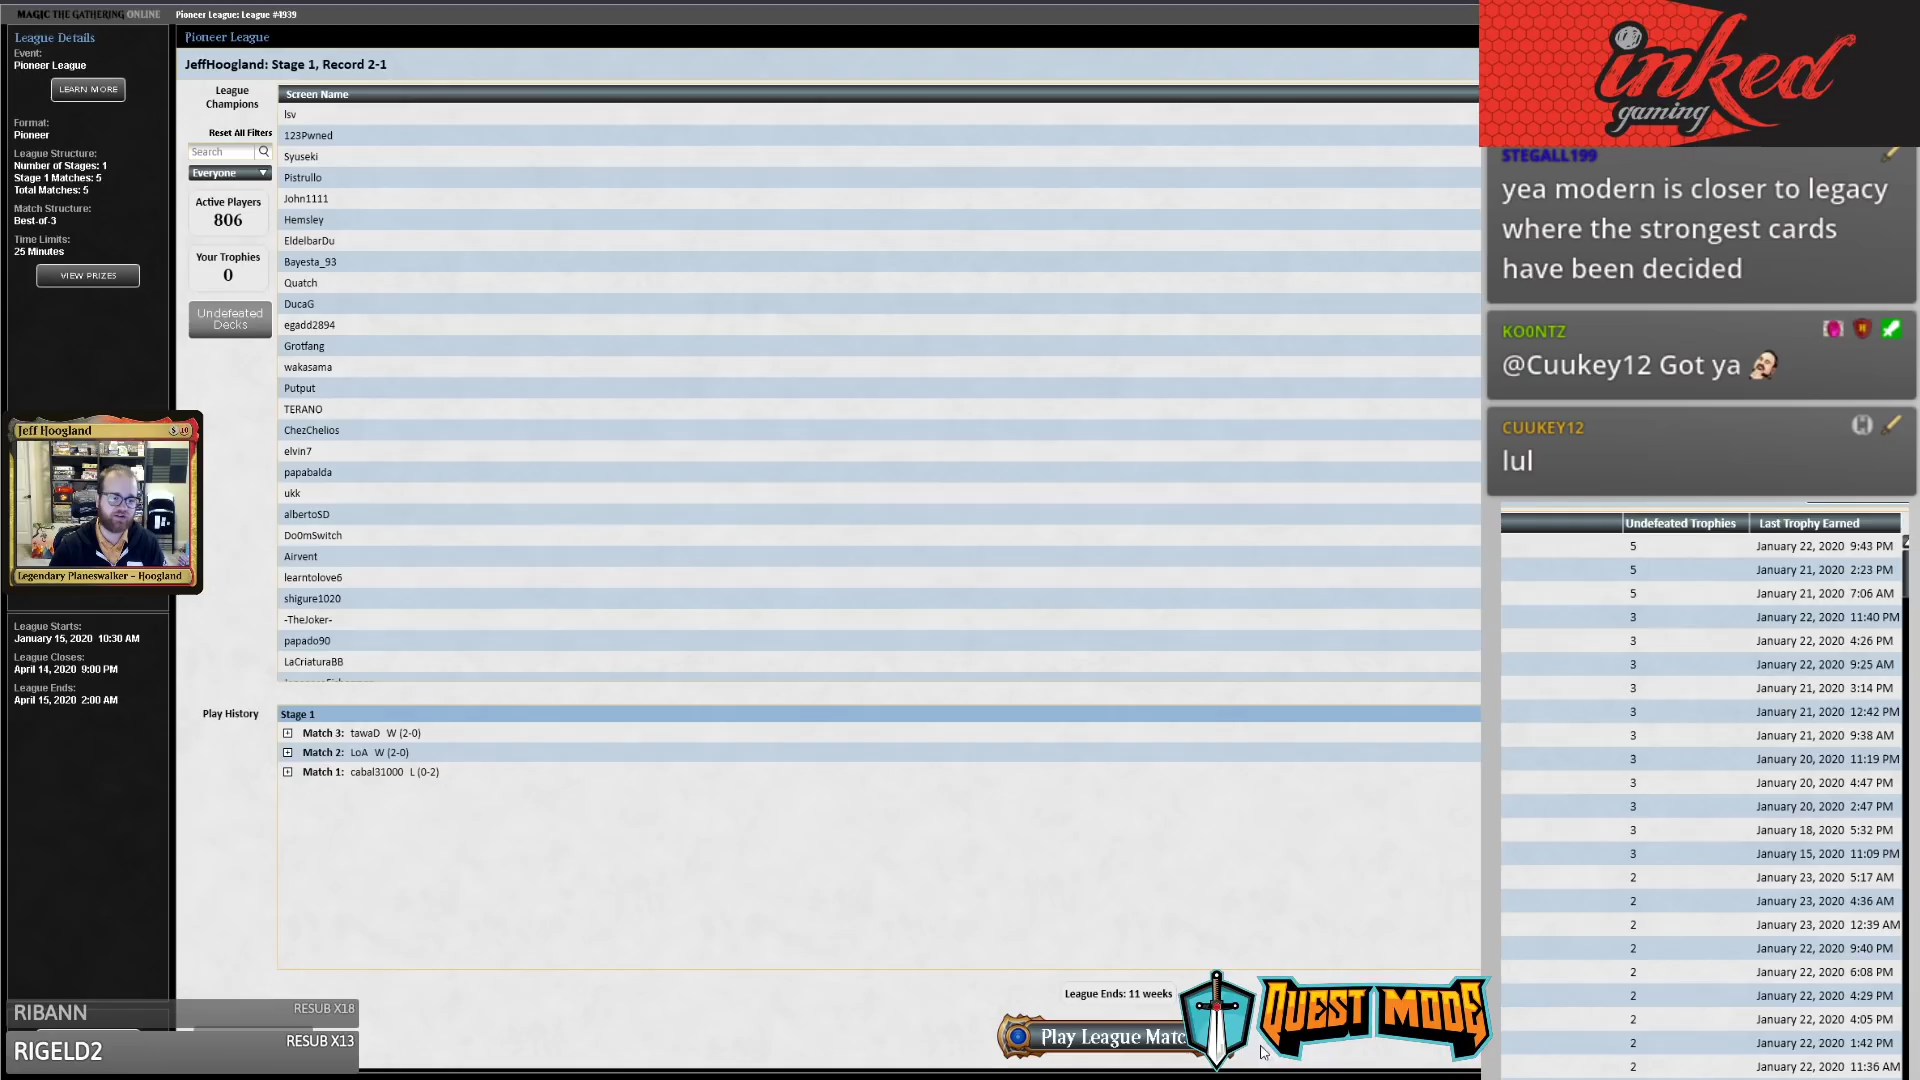 MAGIC THE GATHERING ONLINE
Pioneer League: League #4939
League Details
Event:
Pioneer League
LEARN MORE
Format:
Pioneer
League Structure:
Number of Stages: 1
Stage 1 Matches: 5
Total Matches: 5
Match Structure:
Best-of-3
Time Limits:
25 Minutes
VIEW PRIZES
Jeff Hoogland
10
Legendary Planeswalker – Hoogland
League Starts:
January 15, 2020 10:30 AM
League Closes:
April 14, 2020 9:00 PM
League Ends:
April 15, 2020 2:00 AM
RIBANN RESUB X18
RIGELD2 RESUB X13
Pioneer League
JeffHoogland: Stage 1, Record 2-1
League
Champions
Reset All Filters
Search
Everyone
Active Players
806
Your Trophies
0
Undefeated
Decks
Screen Name
lsv
123Pwned
Syuseki
Pistrullo
John1111
Hemsley
EldelbarDu
Bayesta_93
Quatch
DucaG
egadd2894
Grotfang
wakasama
Putput
TERANO
ChezChelios
elvin7
papabalda
ukk
albertoSD
Do0mSwitch
Airvent
learntolove6
shigure1020
-TheJoker-
papado90
LaCriaturaBB
Play History
Stage 1
Match 3: tawaD W (2-0)
Match 2: LoA W (2-0)
Match 1: cabal31000 L (0-2)
League Ends: 11 weeks
Play League Matc
QUEST MODE
inked
gaming
STEGALL199
yea modern is closer to legacy
where the strongest cards
have been decided
KO0NTZ
@Cuukey12 Got ya
CUUKEY12
lul
Undefeated Trophies Last Trophy Earned
5 January 22, 2020 9:43 PM
5 January 21, 2020 2:23 PM
5 January 21, 2020 7:06 AM
3 January 22, 2020 11:40 PM
3 January 22, 2020 4:26 PM
3 January 22, 2020 9:25 AM
3 January 21, 2020 3:14 PM
3 January 21, 2020 12:42 PM
3 January 21, 2020 9:38 AM
3 January 20, 2020 11:19 PM
3 January 20, 2020 4:47 PM
3 January 20, 2020 2:47 PM
3 January 18, 2020 5:32 PM
3 January 15, 2020 11:09 PM
2 January 23, 2020 5:17 AM
2 January 23, 2020 4:36 AM
2 January 23, 2020 12:39 AM
2 January 22, 2020 9:40 PM
2 January 22, 2020 6:08 PM
2 January 22, 2020 4:29 PM
2 January 22, 2020 4:05 PM
2 January 22, 2020 1:42 PM
2 January 22, 2020 11:36 AM